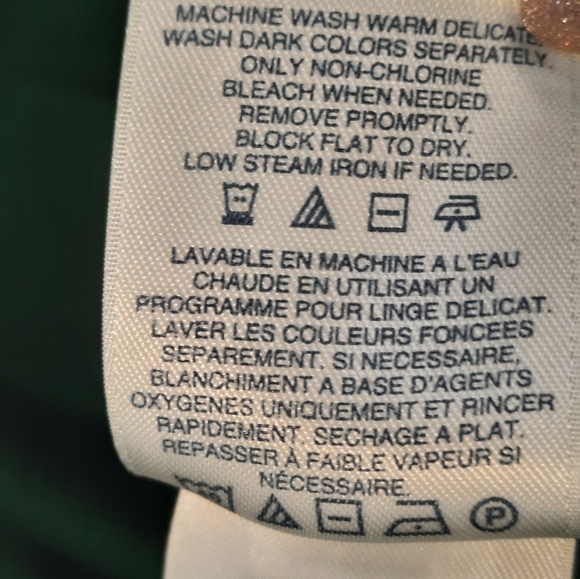 MACHINE WASH WARM DELICATE.
WASH DARK COLORS SEPARATELY.
ONLY NON-CHLORINE
BLEACH WHEN NEEDED.
REMOVE PROMPTLY.
BLOCK FLAT TO DRY.
LOW STEAM IRON IF NEEDED.
LAVABLE EN MACHINE A L'EAU
CHAUDE EN UTILISANT UN
PROGRAMME POUR LINGE DELICAT.
LAVER LES COULEURS FONCEES
SEPAREMENT. SI NECESSAIRE,
BLANCHIMENT A BASE D'AGENTS
OXYGENES UNIQUEMENT ET RINCER
RAPIDEMENT. SECHAGE A PLAT.
REPASSER À FAIBLE VAPEUR SI
NÉCESSAIRE.
P